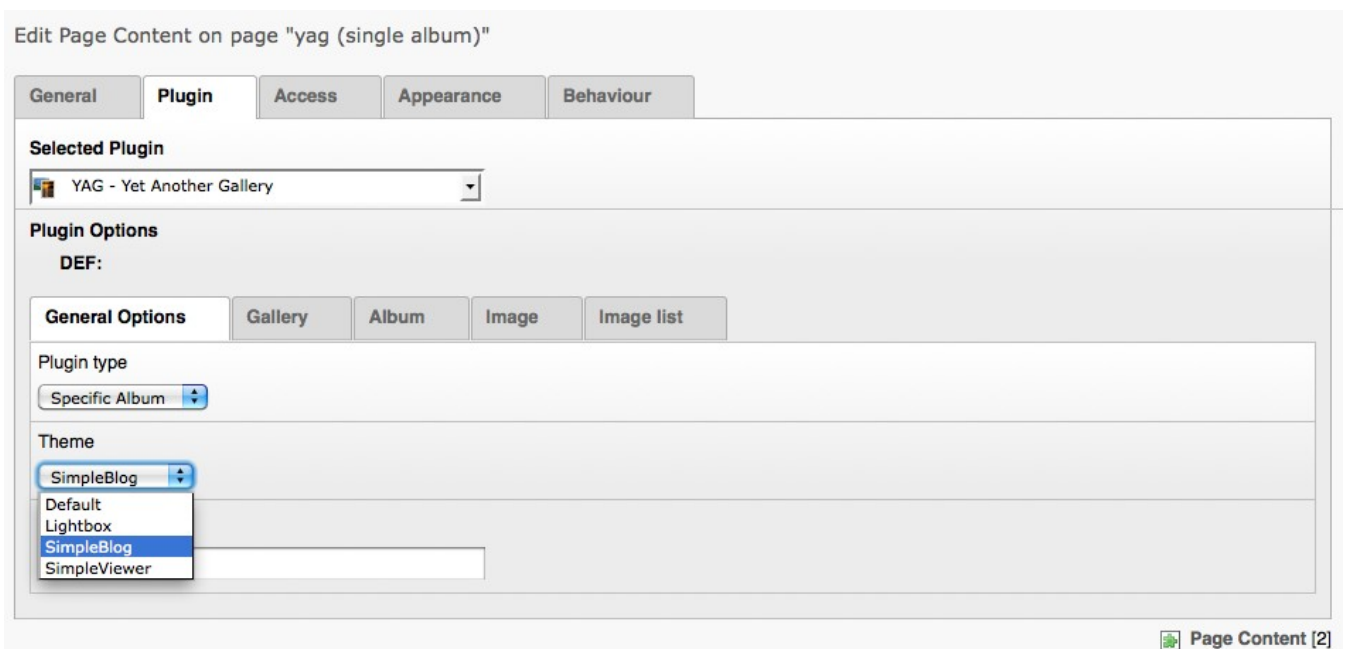 Edit Page Content on page "yag (single album)"
General Plugin Access Appearance Behaviour
Selected Plugin
YAG - Yet Another Gallery
Plugin Options
DEF:
General Options Gallery Album Image Image list
Plugin type
Specific Album
Theme
SimpleBlog
Default
Lightbox
SimpleBlog
SimpleViewer
Page Content [2]